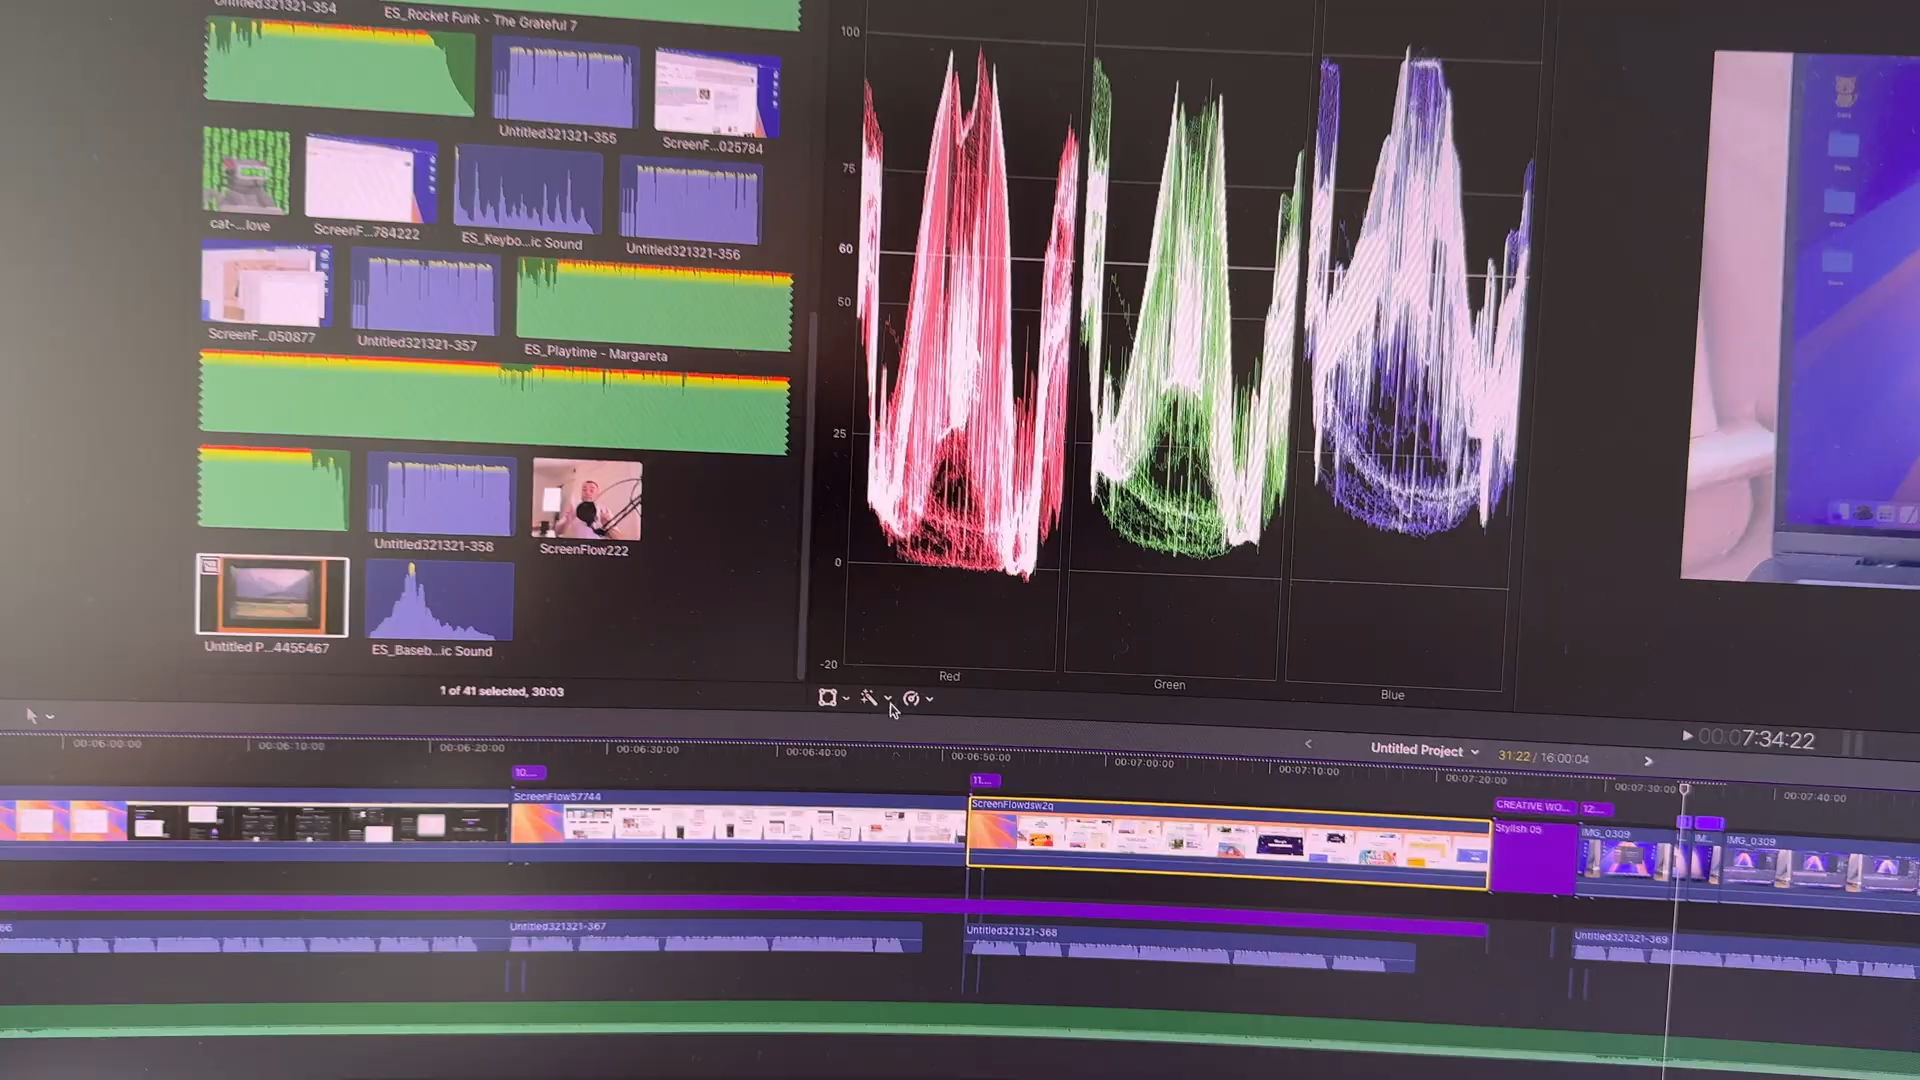 Untitled321321-354
ES_Rocket Funk - The Grateful 7
Untitled321321-355
ScreenF...025784
cat-...love
ScreenF...784222
ES_Keybo...ic Sound
Untitled321321-356
ScreenF...050877
Untitled321321-357
ES_Playtime - Margareta
Untitled321321-358
ScreenFlow222
Untitled P...4455467
ES_Baseb...ic Sound
1 of 41 selected, 30:03
100
75
60
50
25
0
-20
Red
Green
Blue
Untitled Project
31:22 / 16:00:04
00:07:34:22
00:06:00:00
00:06:10:00
00:06:20:00
00:06:30:00
00:06:40:00
00:06:50:00
00:07:00:00
00:07:10:00
00:07:20:00
00:07:30:00
00:07:40:00
10....
11....
CREATIVE WO...
12:...
ScreenFlow57744
ScreenFlowdsw2q
Stylish 05
IMG_0309
IM...
IMG_0309
66
Untitled321321-367
Untitled321321-368
Untitled321321-369